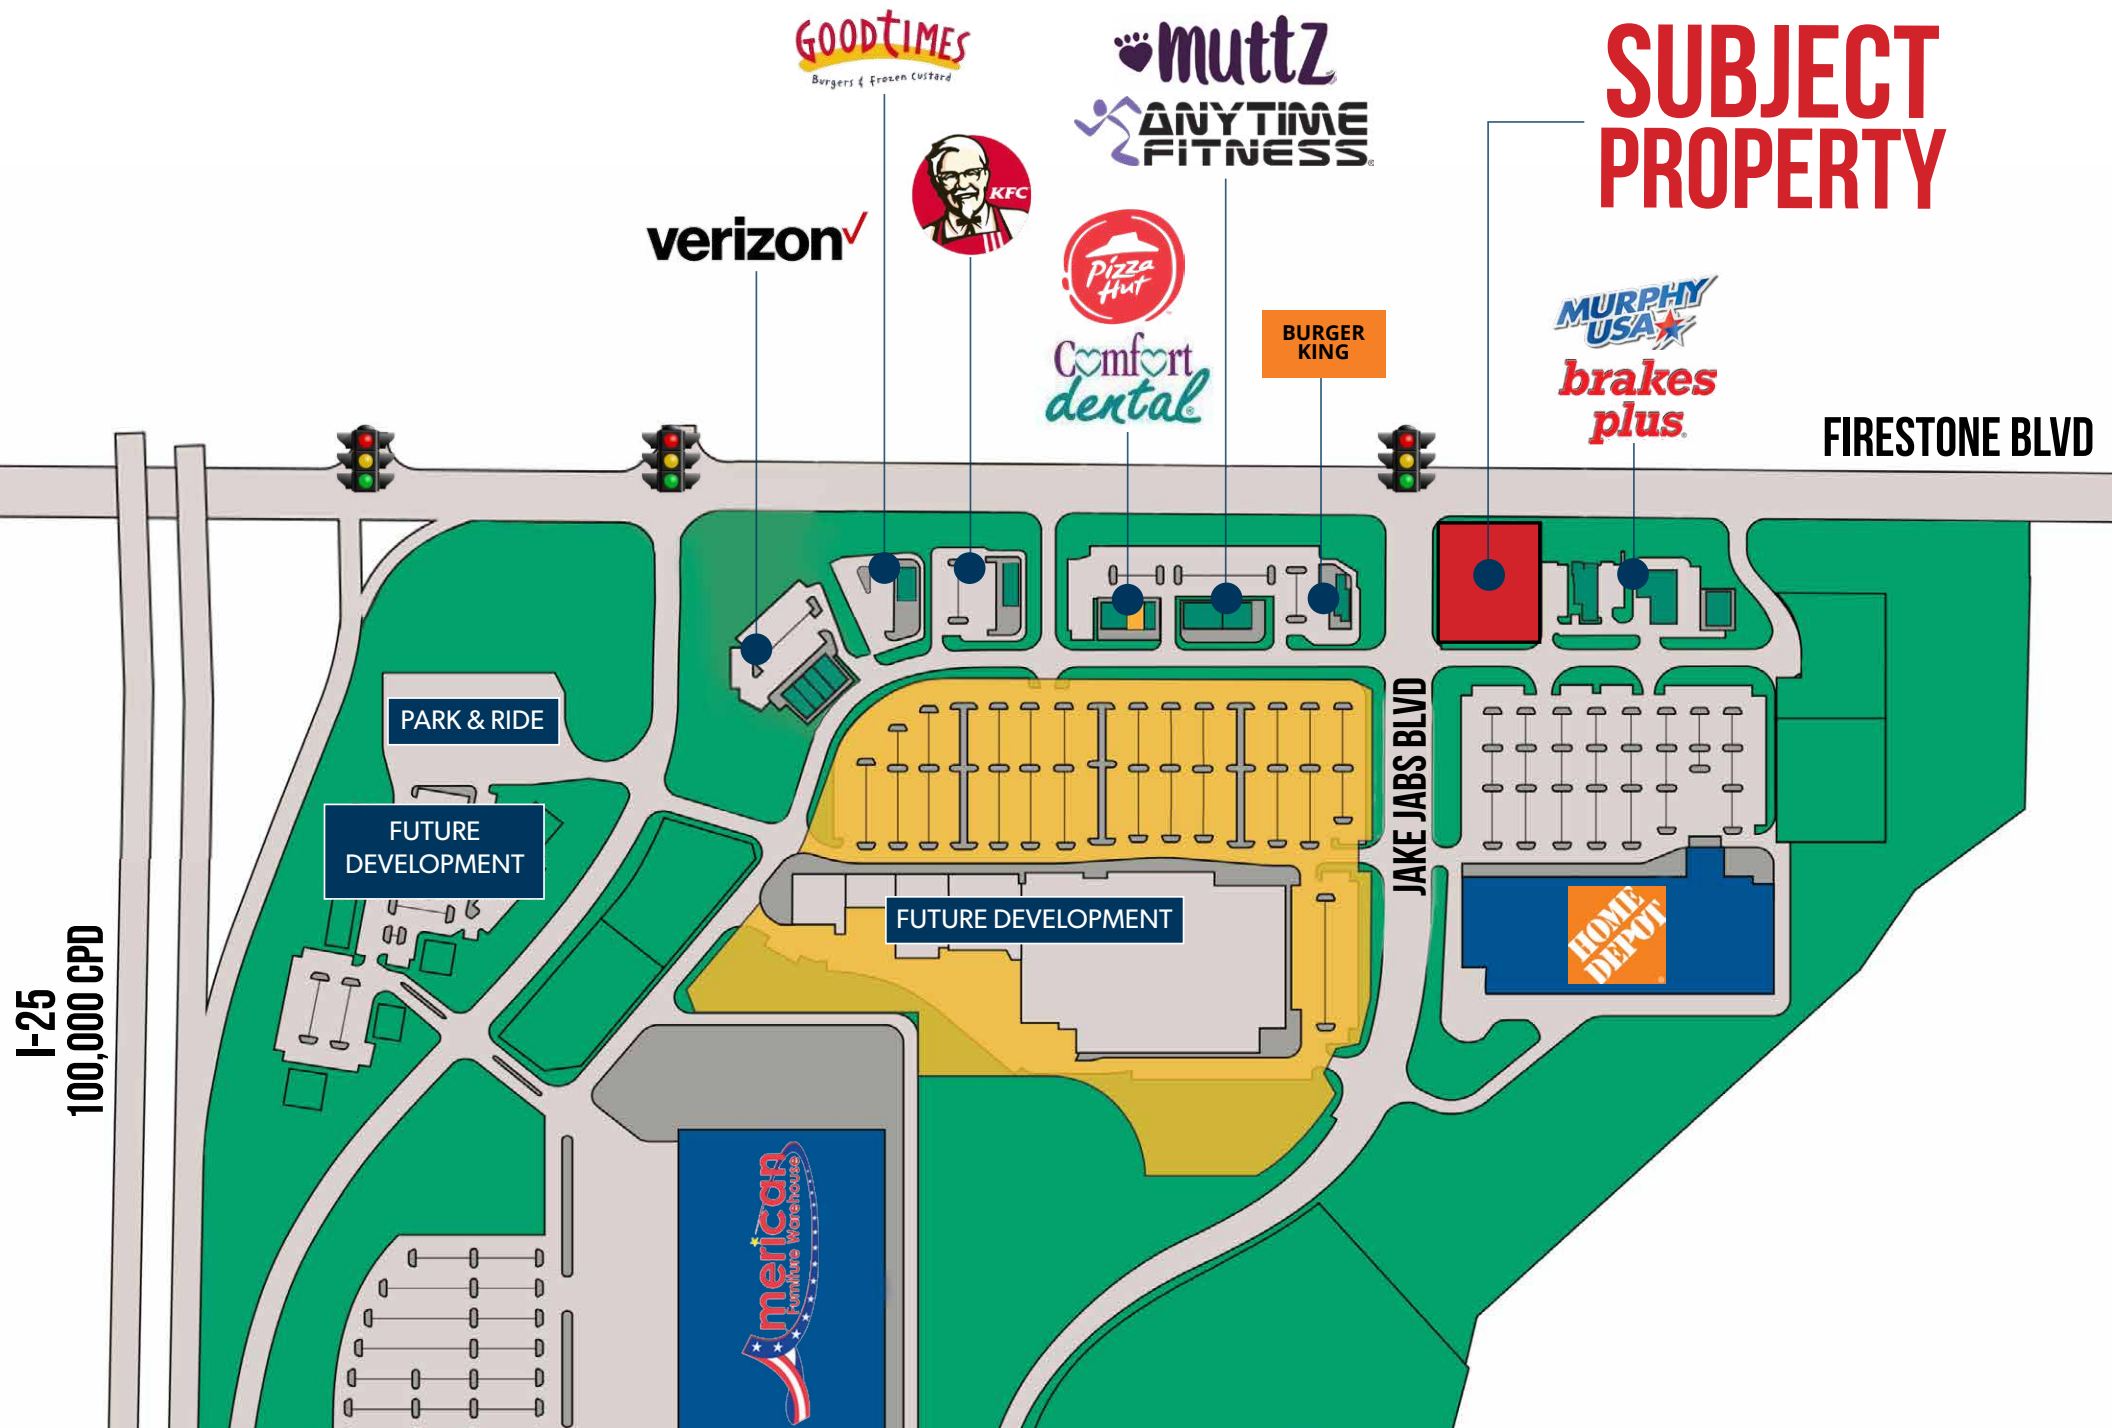 GOODTIMES
Burgers & Frozen Custard
muttz
ANYTIME
FITNESS®
SUBJECT
PROPERTY
KFC
verizon
Pizza
Hut
Comfort
dental®
BURGER
KING
MURPHY
USA
brakes
plus
FIRESTONE BLVD
PARK & RIDE
FUTURE
DEVELOPMENT
FUTURE DEVELOPMENT
JAKE JABS BLVD
HOME
DEPOT
I-25
100,000 CPD
American
Furniture Warehouse